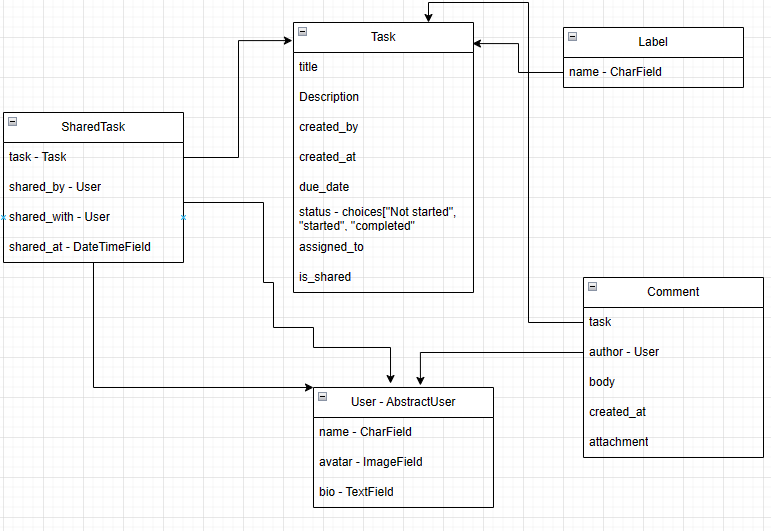 Task
title
Description
created_by
created_at
due_date
status - choices["Not started",
"started", "completed"
assigned_to
is_shared
Label
name - CharField
SharedTask
task - Task
shared_by - User
shared_with - User
shared_at - DateTimeField
Comment
task
author - User
body
created_at
attachment
User - AbstractUser
name - CharField
avatar - ImageField
bio - TextField